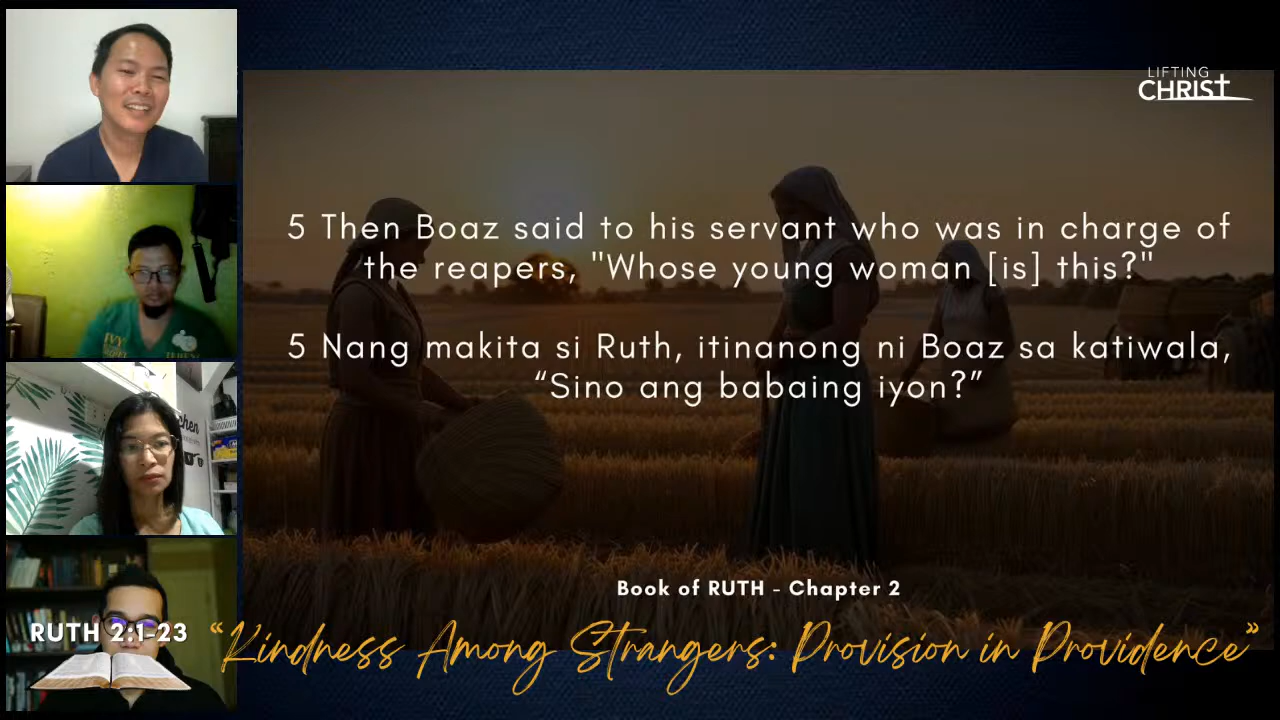 LIFTING
CHRIST
5 Then Boaz said to his servant who was in charge of
the reapers, "Whose young woman [is] this?"
5 Nang makita si Ruth, itinanong ni Boaz sa katiwala,
“Sino ang babaing iyon?”
Book of RUTH - Chapter 2
RUTH 2:1-23
“Kindness Among Strangers: Provision in Providence”